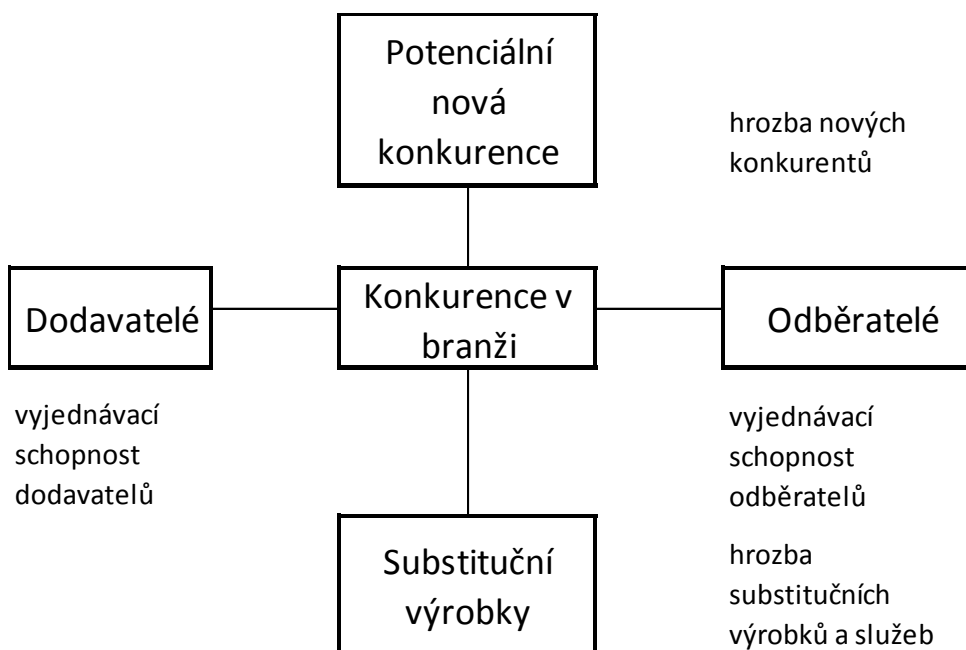 Potenciální
nová
konkurence
hrozba nových
konkurentů
Dodavatelé
Konkurence v
branži
Odběratelé
vyjednávací
schopnost
dodavatelů
vyjednávací
schopnost
odběratelů
Substituční
výrobky
hrozba
substitučních
výrobků a služeb